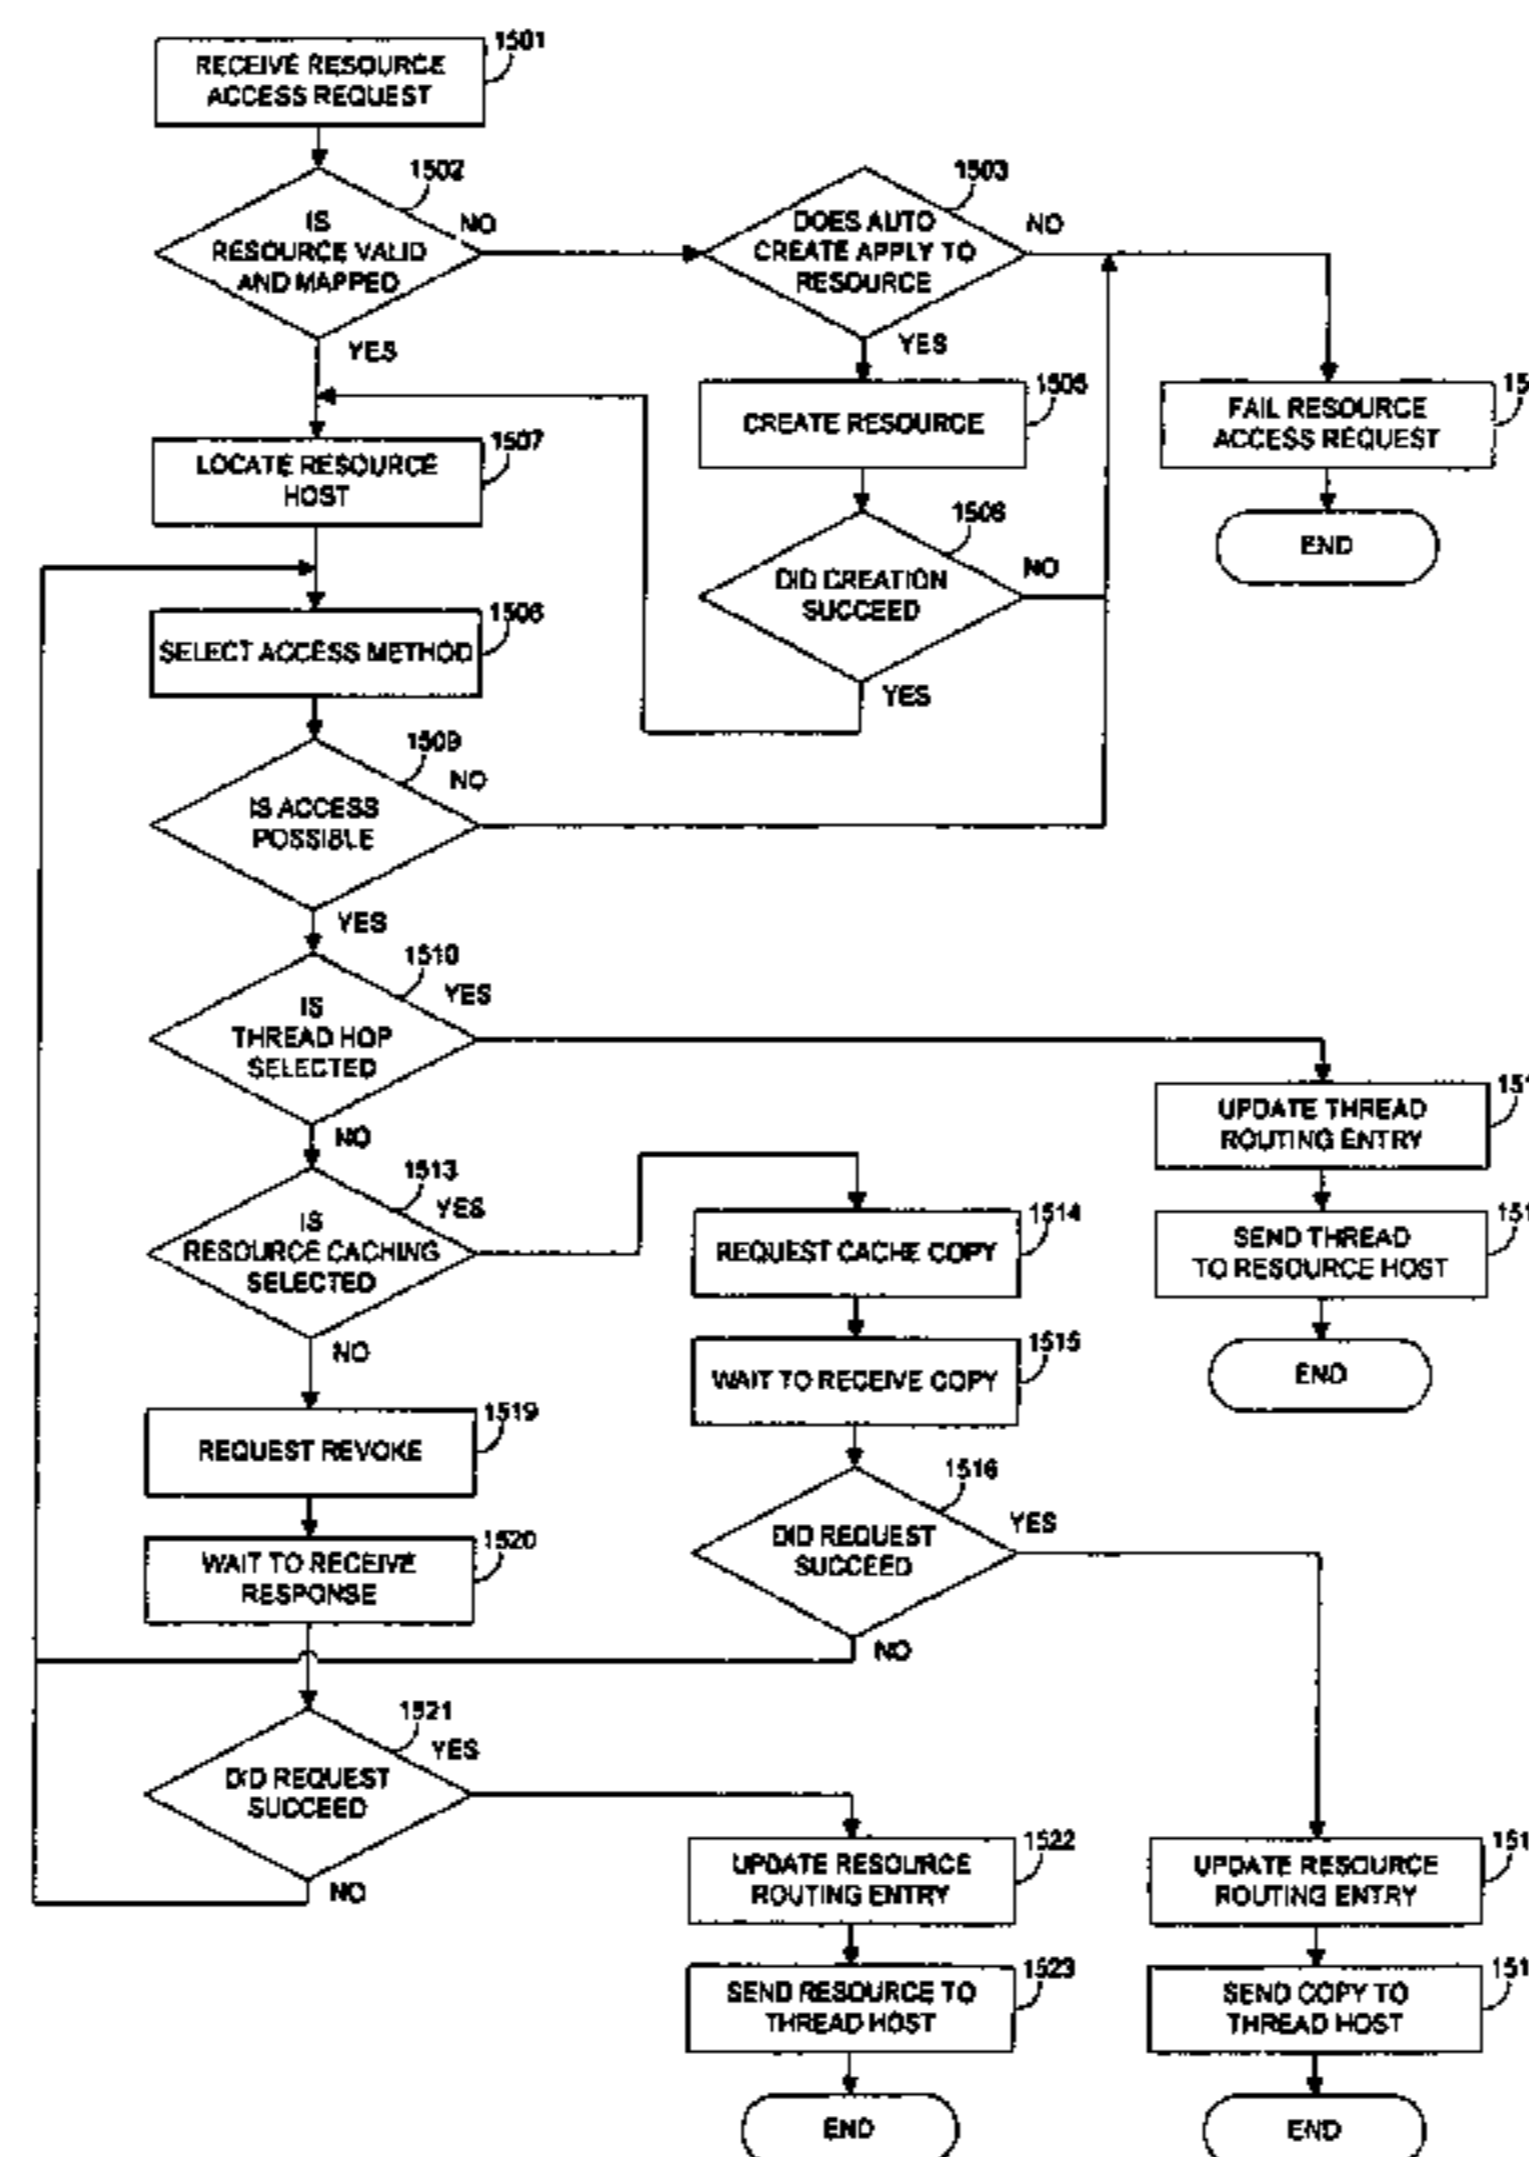 1501
RECEIVE RESOURCE
ACCESS REQUEST
1502
IS
RESOURCE VALID
AND MAPPED
NO
YES
1503
DOES AUTO
CREATE APPLY TO
RESOURCE
NO
YES
1505
CREATE RESOURCE
FAIL RESOURCE
ACCESS REQUEST
END
1507
LOCATE RESOURCE
HOST
DID CREATION
SUCCEED
NO
YES
SELECT ACCESS METHOD
1509
IS ACCESS
POSSIBLE
NO
YES
1510
IS
THREAD HOP
SELECTED
YES
NO
UPDATE THREAD
ROUTING ENTRY
SEND THREAD
TO RESOURCE HOST
END
1513
IS
RESOURCE CACHING
SELECTED
YES
NO
1514
REQUEST CACHE COPY
1515
WAIT TO RECEIVE COPY
1516
DID REQUEST
SUCCEED
YES
NO
1519
REQUEST REVOKE
1520
WAIT TO RECEIVE
RESPONSE
1521
DID REQUEST
SUCCEED
YES
NO
1522
UPDATE RESOURCE
ROUTING ENTRY
1523
SEND RESOURCE TO
THREAD HOST
END
UPDATE RESOURCE
ROUTING ENTRY
SEND COPY TO
THREAD HOST
END